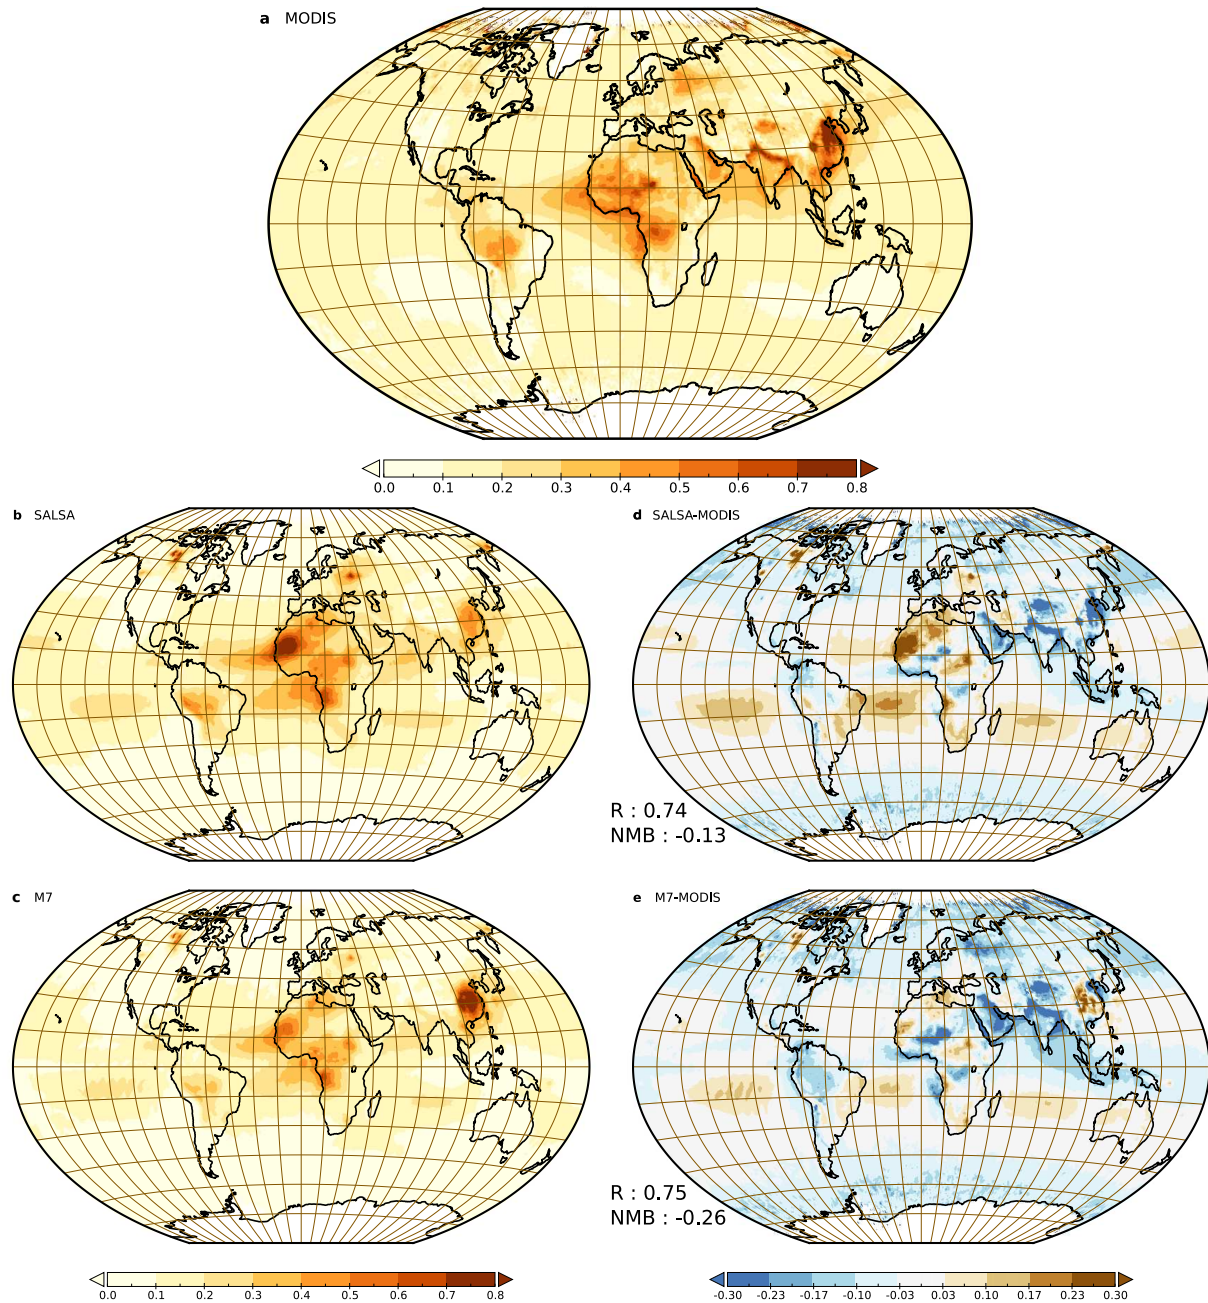 a MODIS
0.0 0.1 0.2 0.3 0.4 0.5 0.6 0.7 0.8
b SALSA
d SALSA-MODIS
R : 0.74
NMB : -0.13
c M7
e M7-MODIS
R : 0.75
NMB : -0.26
0.0 0.1 0.2 0.3 0.4 0.5 0.6 0.7 0.8
-0.30 -0.23 -0.17 -0.10 -0.03 0.03 0.10 0.17 0.23 0.30